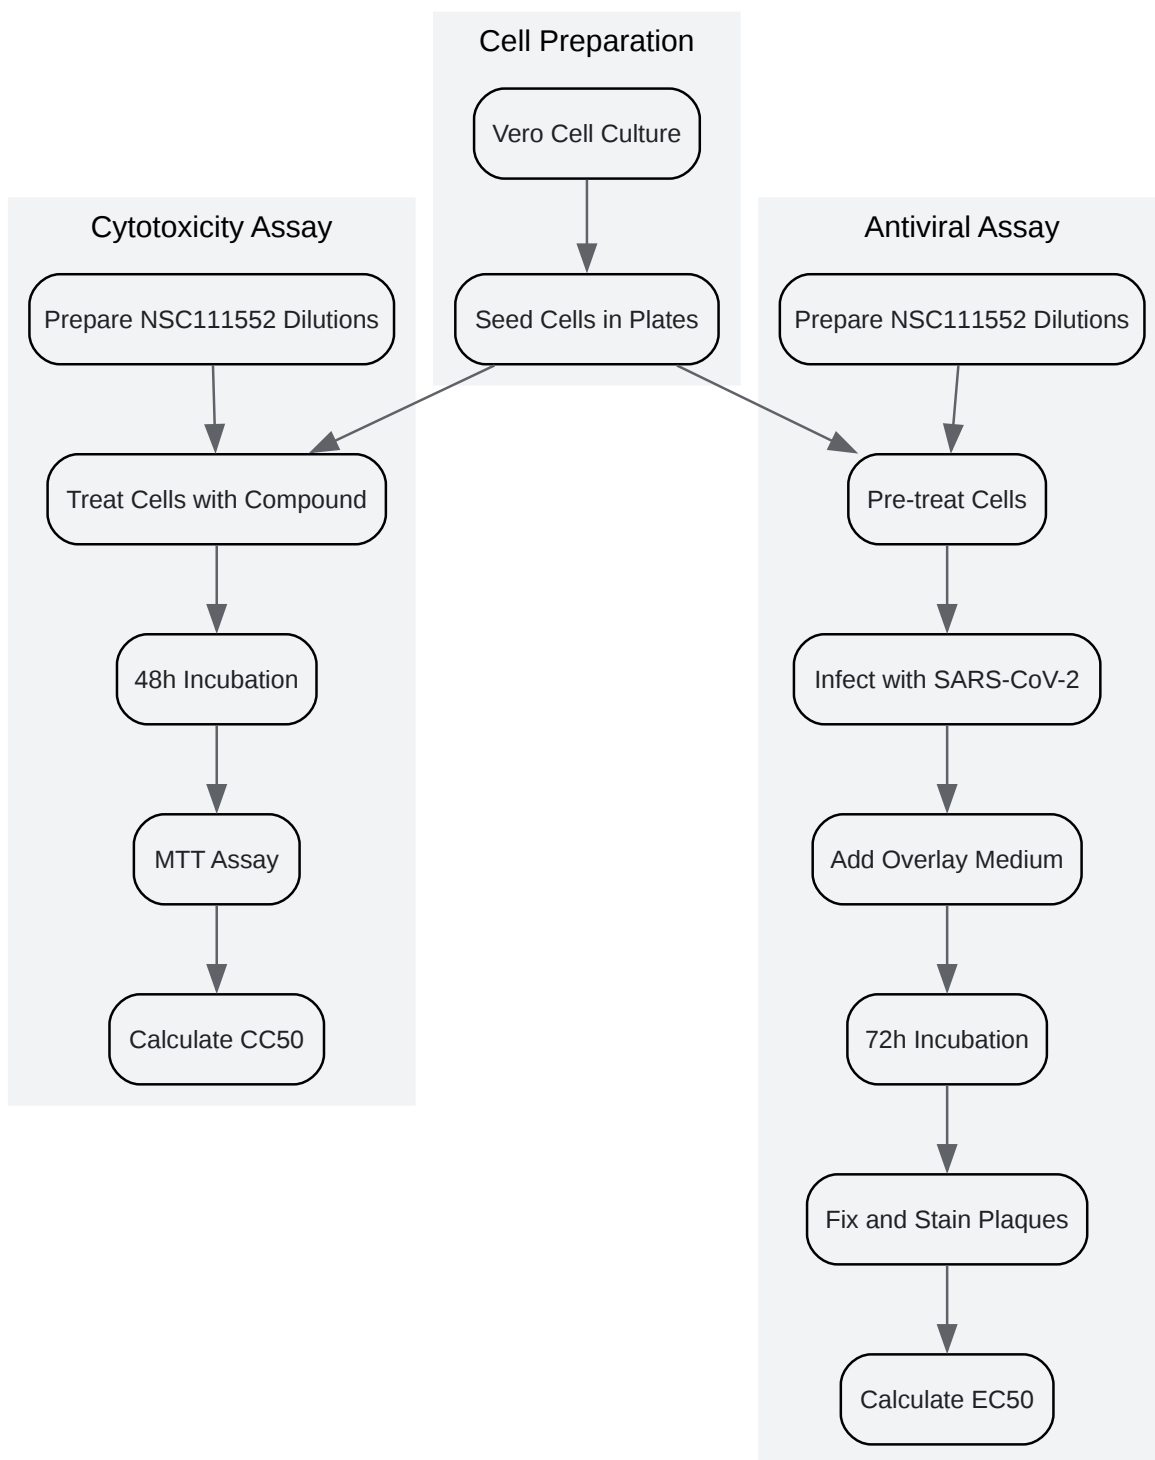 Cell Preparation
Vero Cell Culture
Seed Cells in Plates
Cytotoxicity Assay
Prepare NSC111552 Dilutions
Treat Cells with Compound
48h Incubation
MTT Assay
Calculate CC50
Antiviral Assay
Prepare NSC111552 Dilutions
Pre-treat Cells
Infect with SARS-CoV-2
Add Overlay Medium
72h Incubation
Fix and Stain Plaques
Calculate EC50